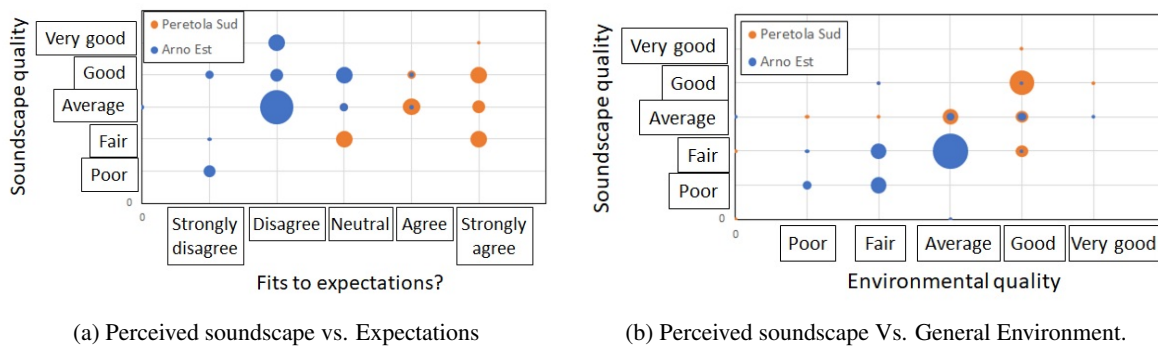 Soundscape quality
Peretola Sud
Arno Est
Very good
Good
Average
Fair
Poor
0
0
Strongly disagree
Disagree
Neutral
Agree
Strongly agree
Fits to expectations?
(a) Perceived soundscape vs. Expectations
Soundscape quality
Peretola Sud
Arno Est
Very good
Good
Average
Fair
Poor
0
0
Poor
Fair
Average
Good
Very good
Environmental quality
(b) Perceived soundscape Vs. General Environment.